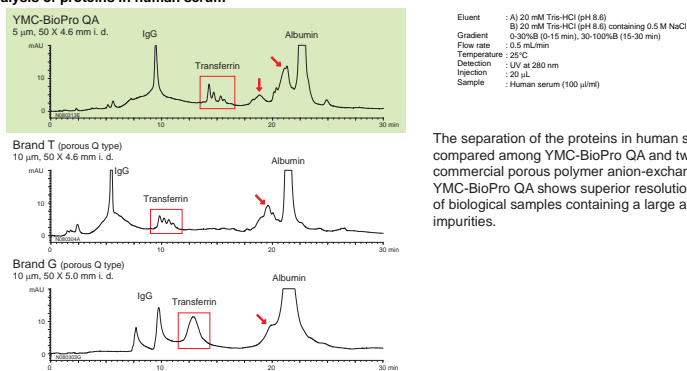 alysis of proteins in human serum
YMC-BioPro QA
5 μm, 50 X 4.6 mm i. d.
mAU
IgG
Albumin
Transferrin
10
0
N080313E
0
10
20
30 min
Brand T (porous Q type)
10 μm, 50 X 4.6 mm i. d.
mAU
IgG
Albumin
Transferrin
10
0
N080304A
0
10
20
30 min
Brand G (porous Q type)
10 μm, 50 X 5.0 mm i. d.
mAU
IgG
Transferrin
Albumin
10
0
N080303G
0
10
20
30 min
Eluent : A) 20 mM Tris-HCl (pH 8.6)
B) 20 mM Tris-HCl (pH 8.6) containing 0.5 M NaCl
Gradient 0-30%B (0-15 min), 30-100%B (15-30 min)
Flow rate : 0.5 mL/min
Temperature : 25°C
Detection : UV at 280 nm
Injection : 20 μL
Sample : Human serum (100 μl/ml)
The separation of the proteins in human s
compared among YMC-BioPro QA and tw
commercial porous polymer anion-exchan
YMC-BioPro QA shows superior resolution
of biological samples containing a large a
impurities.